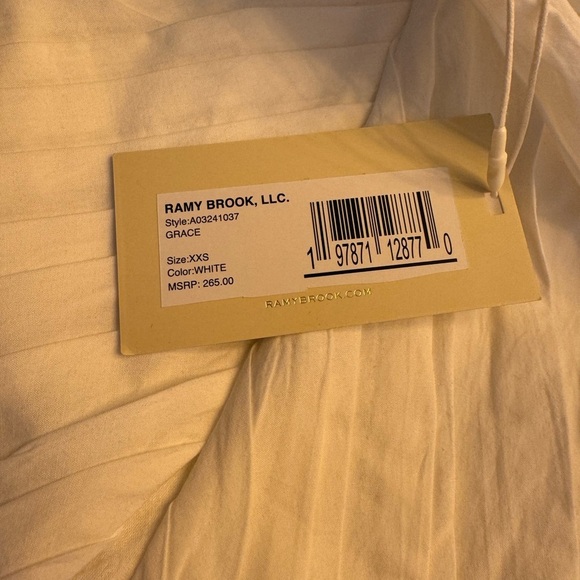 RAMY BROOK, LLC.
Style:A03241037
GRACE
Size:XXS
Color:WHITE
MSRP: 265.00
1 97871 12877 0
RAMYBROOK.COM